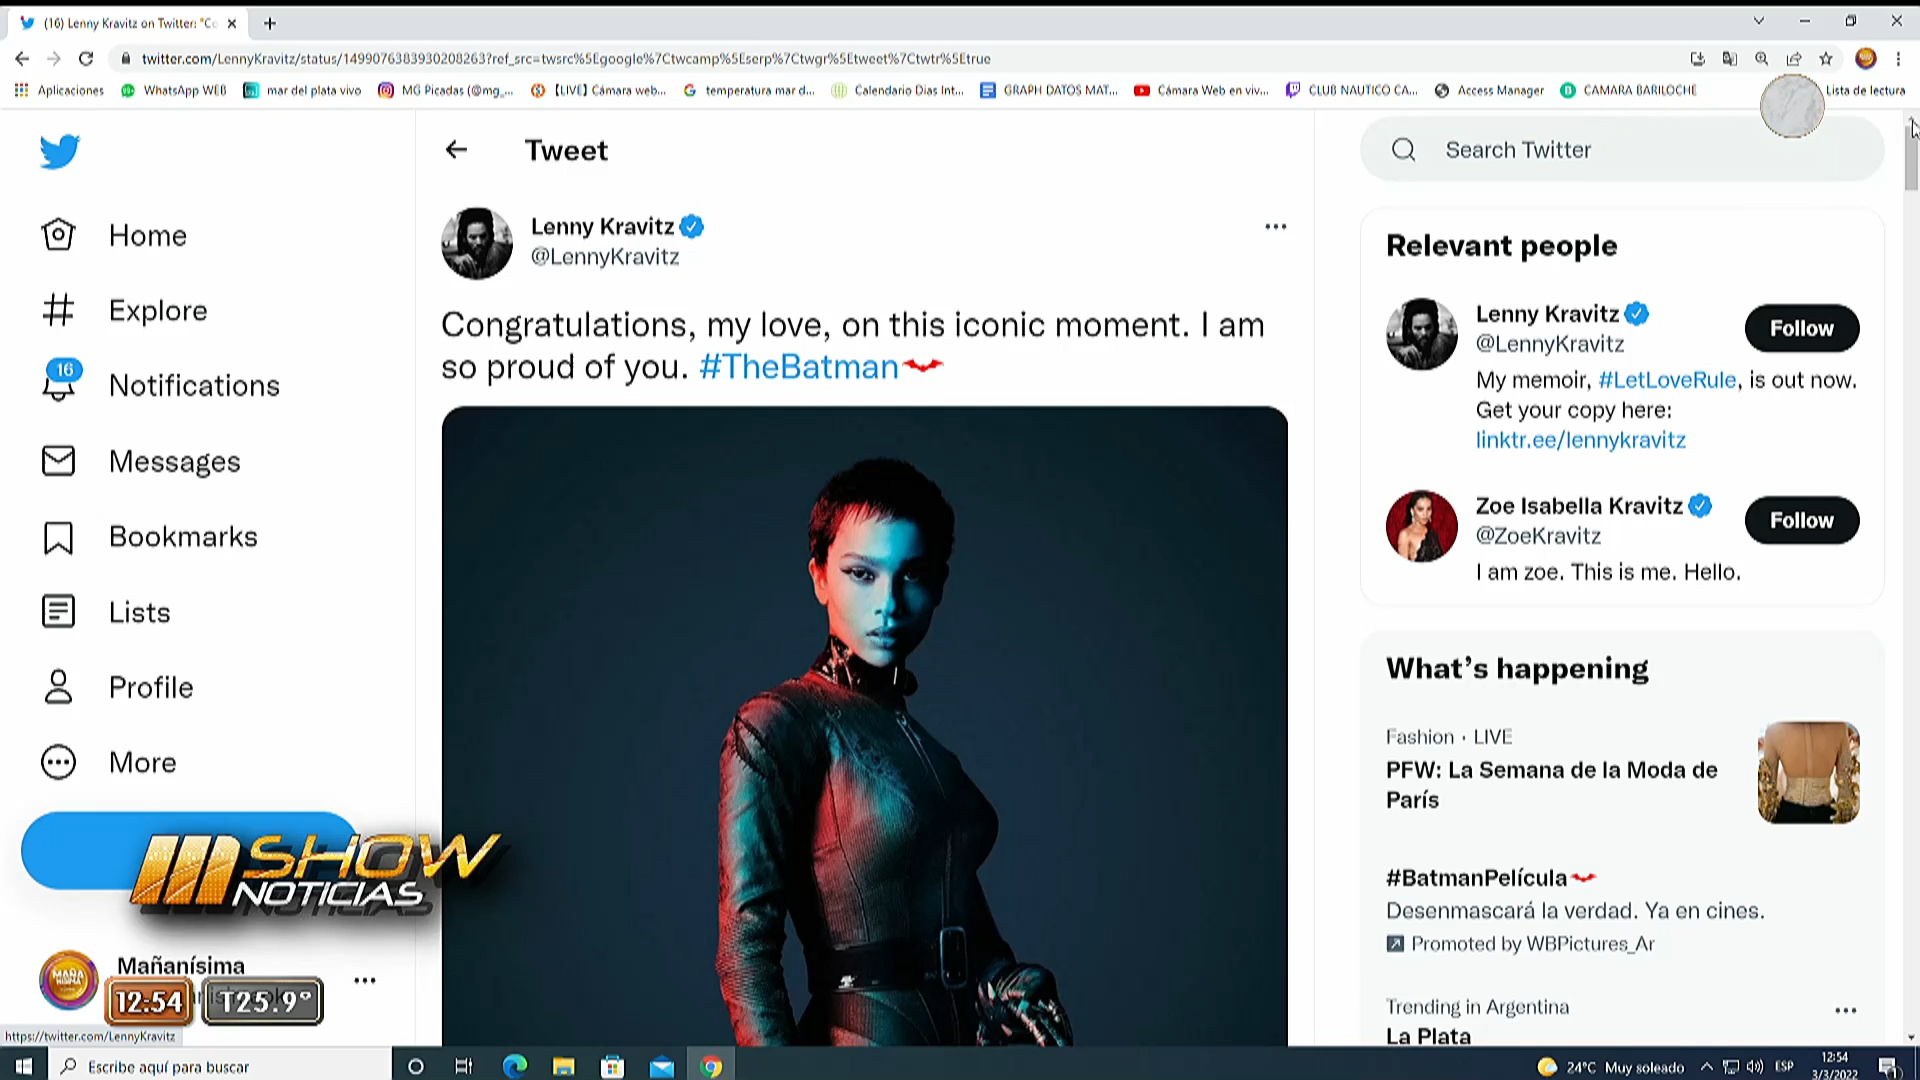 (16) Lenny Kravitz on Twitter: "Co
twitter.com/LennyKravitz/status/1499076383930208263?ref_src=twsrc%5Egoogle%7Ctwcamp%5Eserp%7Ctwgr%5Etweet%7Ctwtr%5Etrue
Aplicaciones
WhatsApp WEB
mar del plata vivo
MG Picadas (@mg_...
[LIVE] Cámara web...
temperatura mar d...
Calendario Dias Int...
GRAPH DATOS MAT...
Cámara Web en viv...
CLUB NAUTICO CA...
Access Manager
CAMARA BARILOCHE
Lista de lectura
Home
Explore
16
Notifications
Messages
Bookmarks
Lists
Profile
More
SHOW
NOTICIAS
Mañanísima
12:54
T25.9°
https://twitter.com/LennyKravitz
Tweet
Lenny Kravitz
@LennyKravitz
Congratulations, my love, on this iconic moment. I am
so proud of you. #TheBatman
Search Twitter
Relevant people
Lenny Kravitz
@LennyKravitz
Follow
My memoir, #LetLoveRule, is out now.
Get your copy here:
linktr.ee/lennykravitz
Zoe Isabella Kravitz
@ZoeKravitz
Follow
I am zoe. This is me. Hello.
What's happening
Fashion · LIVE
PFW: La Semana de la Moda de
París
#BatmanPelícula
Desenmascará la verdad. Ya en cines.
Promoted by WBPictures_Ar
Trending in Argentina
La Plata
Escribe aquí para buscar
24°C Muy soleado
ESP
12:54
3/3/2022